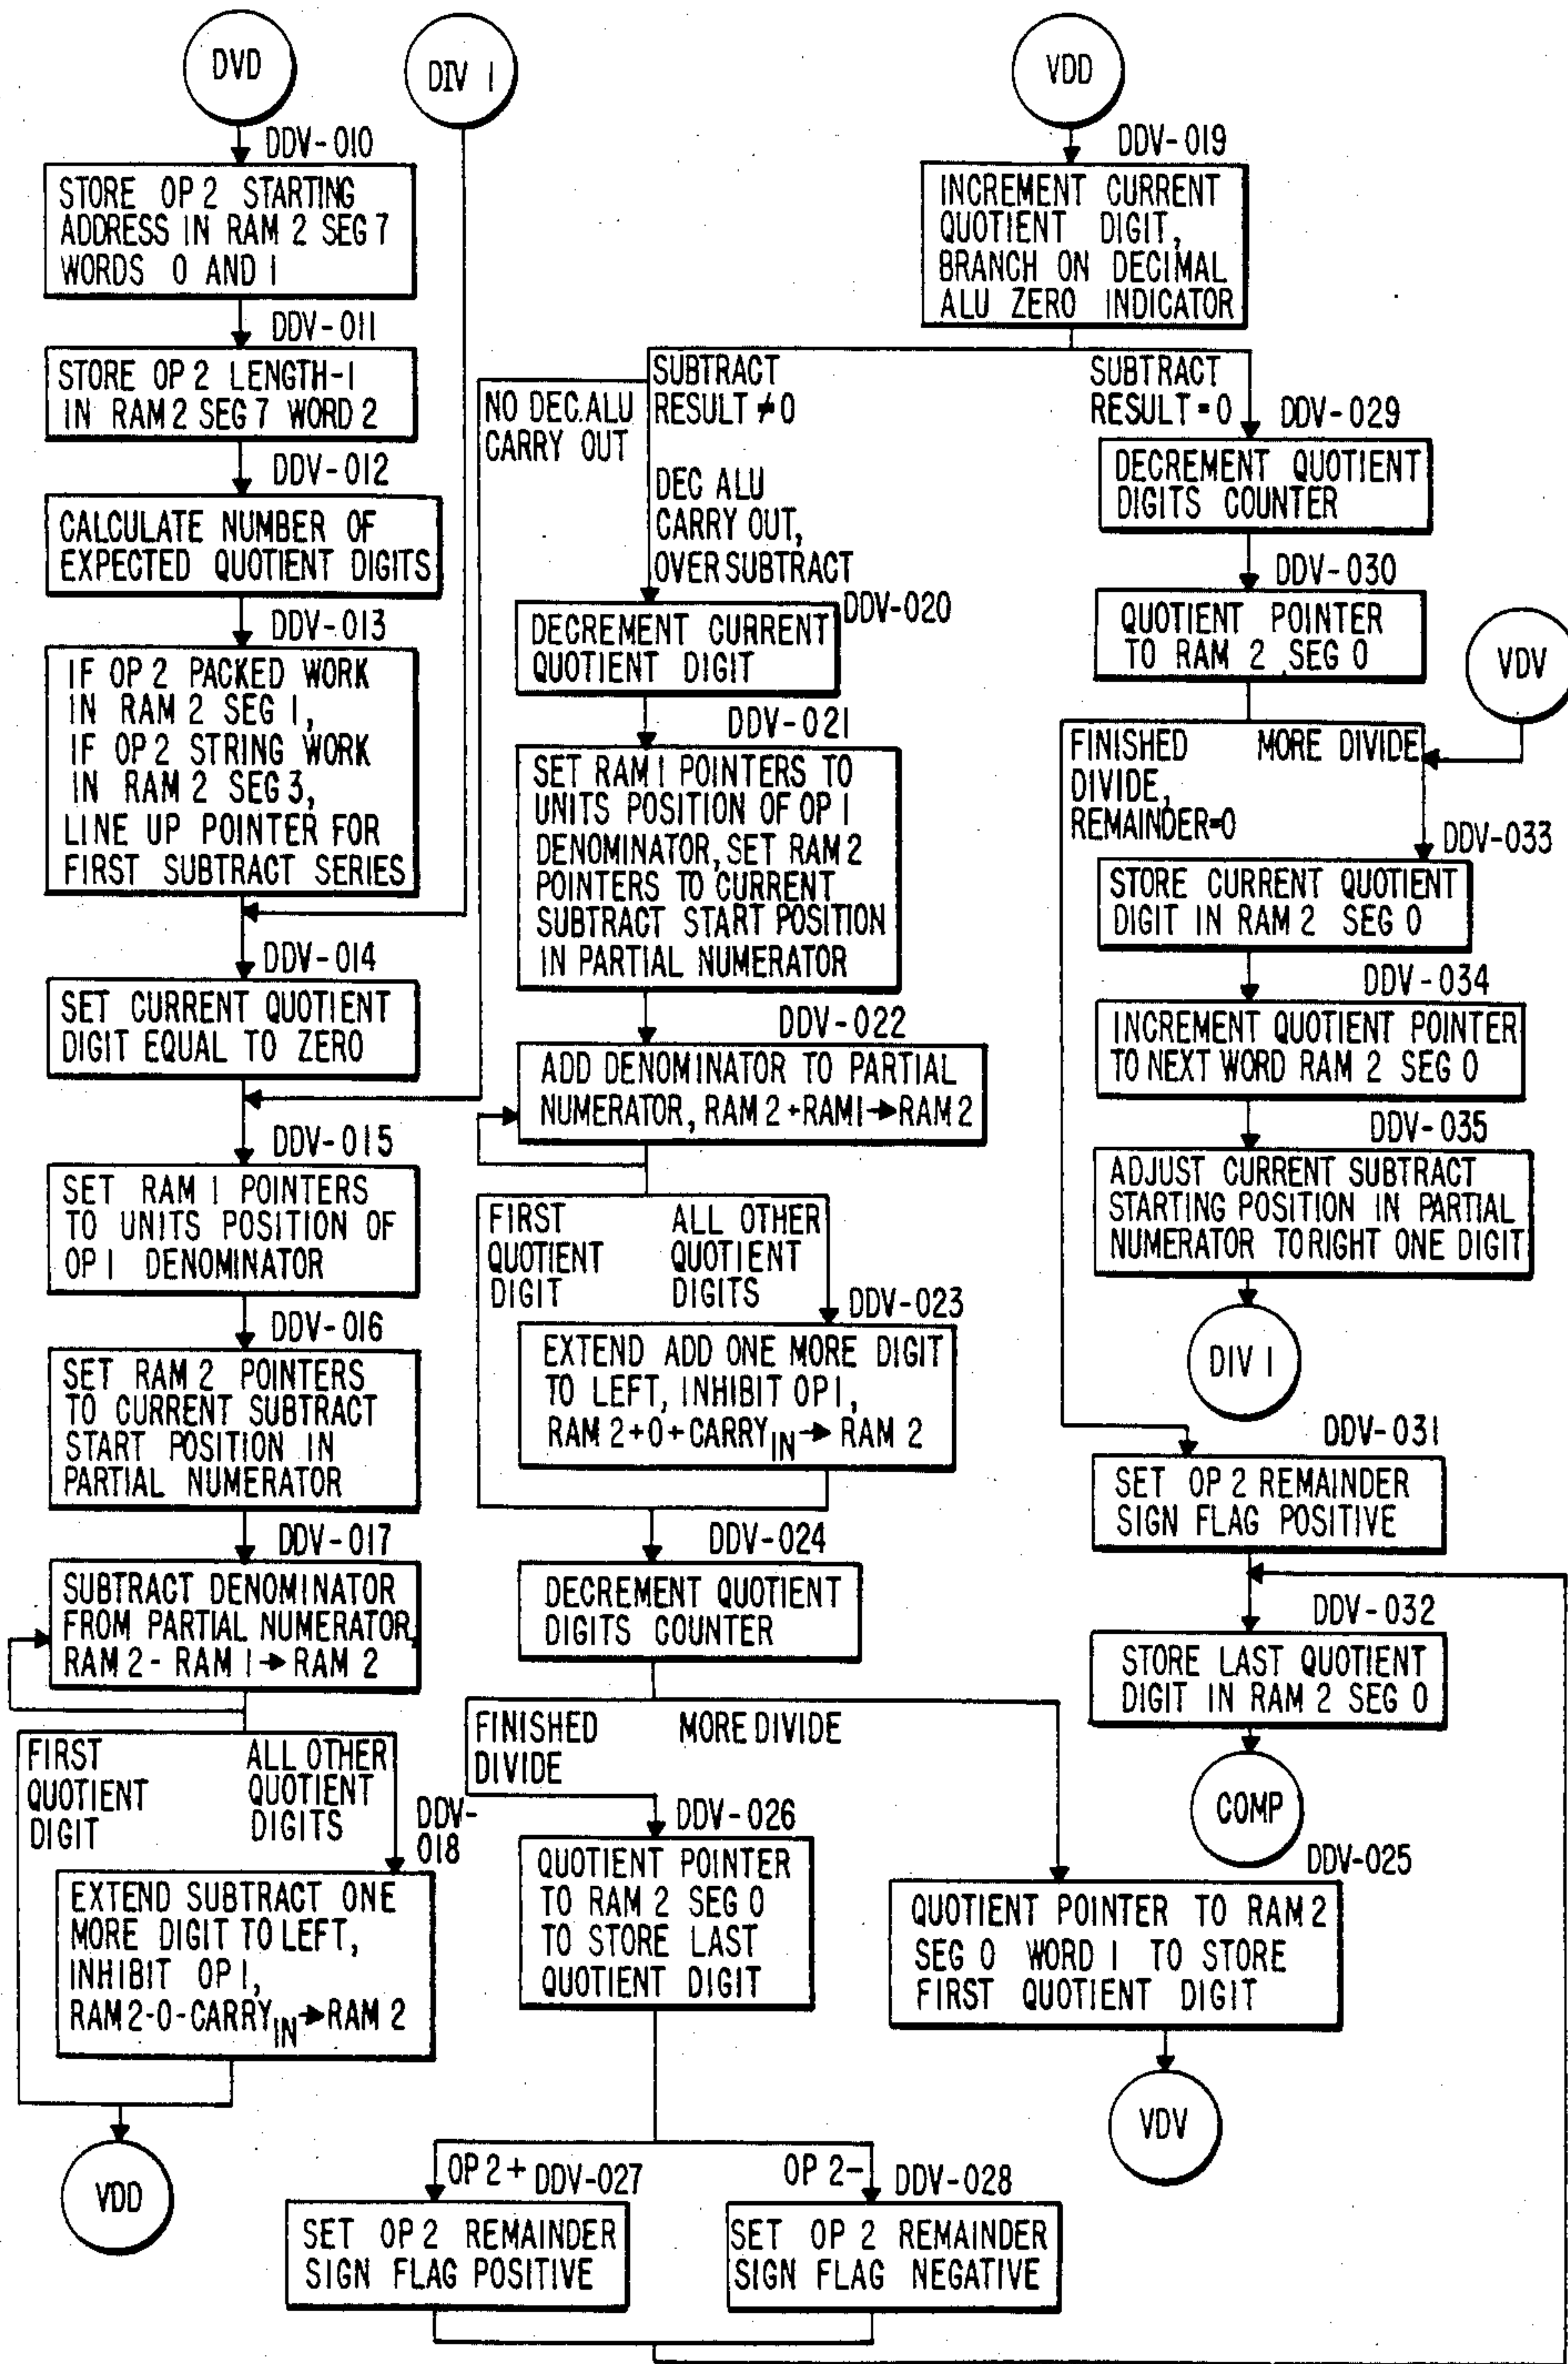 DVD
DIV 1
VDD
DDV-010
STORE OP 2 STARTING
ADDRESS IN RAM 2 SEG 7
WORDS 0 AND 1
DDV-011
STORE OP 2 LENGTH-1
IN RAM 2 SEG 7 WORD 2
DDV-012
CALCULATE NUMBER OF
EXPECTED QUOTIENT DIGITS
DDV-013
IF OP 2 PACKED WORK
IN RAM 2 SEG 1,
IF OP 2 STRING WORK
IN RAM 2 SEG 3,
LINE UP POINTER FOR
FIRST SUBTRACT SERIES
DDV-014
SET CURRENT QUOTIENT
DIGIT EQUAL TO ZERO
DDV-015
SET RAM 1 POINTERS
TO UNITS POSITION OF
OP 1 DENOMINATOR
DDV-016
SET RAM 2 POINTERS
TO CURRENT SUBTRACT
START POSITION IN
PARTIAL NUMERATOR
DDV-017
SUBTRACT DENOMINATOR
FROM PARTIAL NUMERATOR,
RAM 2 - RAM 1 → RAM 2
FIRST
QUOTIENT
DIGIT
ALL OTHER
QUOTIENT
DIGITS
DDV-
018
EXTEND SUBTRACT ONE
MORE DIGIT TO LEFT,
INHIBIT OP 1,
RAM 2-0-CARRY IN → RAM 2
VDD
DDV-019
INCREMENT CURRENT
QUOTIENT DIGIT,
BRANCH ON DECIMAL
ALU ZERO INDICATOR
NO DEC.ALU
CARRY OUT
SUBTRACT
RESULT ≠ 0
DEC ALU
CARRY OUT,
OVER SUBTRACT
DDV-020
DECREMENT CURRENT
QUOTIENT DIGIT
DDV-021
SET RAM 1 POINTERS TO
UNITS POSITION OF OP 1
DENOMINATOR, SET RAM 2
POINTERS TO CURRENT
SUBTRACT START POSITION
IN PARTIAL NUMERATOR
DDV-022
ADD DENOMINATOR TO PARTIAL
NUMERATOR, RAM 2 + RAM 1 → RAM 2
FIRST
QUOTIENT
DIGIT
ALL OTHER
QUOTIENT
DIGITS
DDV-023
EXTEND ADD ONE MORE DIGIT
TO LEFT, INHIBIT OP 1,
RAM 2+0+CARRY IN → RAM 2
DDV-024
DECREMENT QUOTIENT
DIGITS COUNTER
FINISHED
DIVIDE
MORE DIVIDE
DDV-026
QUOTIENT POINTER
TO RAM 2 SEG 0
TO STORE LAST
QUOTIENT DIGIT
OP 2+
DDV-027
SET OP 2 REMAINDER
SIGN FLAG POSITIVE
OP 2-
DDV-028
SET OP 2 REMAINDER
SIGN FLAG NEGATIVE
SUBTRACT
RESULT = 0
DDV-029
DECREMENT QUOTIENT
DIGITS COUNTER
DDV-030
QUOTIENT POINTER
TO RAM 2 SEG 0
VDV
FINISHED
DIVIDE,
REMAINDER=0
MORE DIVIDE
DDV-033
STORE CURRENT QUOTIENT
DIGIT IN RAM 2 SEG 0
DDV-034
INCREMENT QUOTIENT POINTER
TO NEXT WORD RAM 2 SEG 0
DDV-035
ADJUST CURRENT SUBTRACT
STARTING POSITION IN PARTIAL
NUMERATOR TO RIGHT ONE DIGIT
DIV 1
DDV-031
SET OP 2 REMAINDER
SIGN FLAG POSITIVE
DDV-032
STORE LAST QUOTIENT
DIGIT IN RAM 2 SEG 0
COMP
DDV-025
QUOTIENT POINTER TO RAM 2
SEG 0 WORD 1 TO STORE
FIRST QUOTIENT DIGIT
VDV